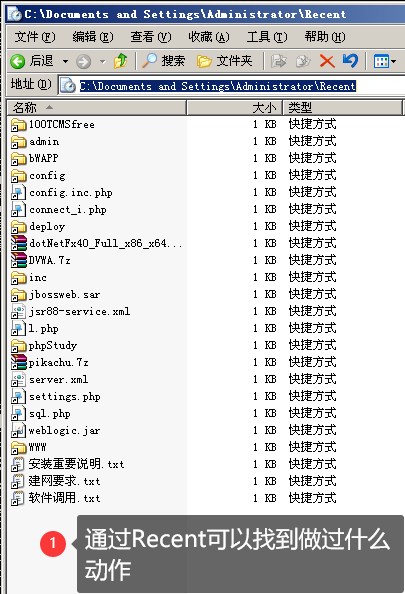 C:\Documents and Settings\Administrator\Recent
文件(F) 编辑(E) 查看(V) 收藏(A) 工具(T) 帮助(H)
后退 搜索 文件夹
地址(D) C:\Documents and Settings\Administrator\Recent
名称 大小 类型
100TCMSfree 1 KB 快捷方式
admin 1 KB 快捷方式
bWAPP 1 KB 快捷方式
config 1 KB 快捷方式
config.inc.php 1 KB 快捷方式
connect_i.php 1 KB 快捷方式
deploy 1 KB 快捷方式
dotNetFx40_Full_x86_x64... 1 KB 快捷方式
DVWA.7z 1 KB 快捷方式
inc 1 KB 快捷方式
jbossweb.sar 1 KB 快捷方式
jsr88-service.xml 1 KB 快捷方式
l.php 1 KB 快捷方式
phpStudy 1 KB 快捷方式
pikachu.7z 1 KB 快捷方式
server.xml 1 KB 快捷方式
settings.php 1 KB 快捷方式
sql.php 1 KB 快捷方式
weblogic.jar 1 KB 快捷方式
WWW 1 KB 快捷方式
安装重要说明.txt 1 KB 快捷方式
建网要求.txt 1 KB 快捷方式
软件调用.txt 1 KB 快捷方式
1 通过Recent可以找到做过什么
动作